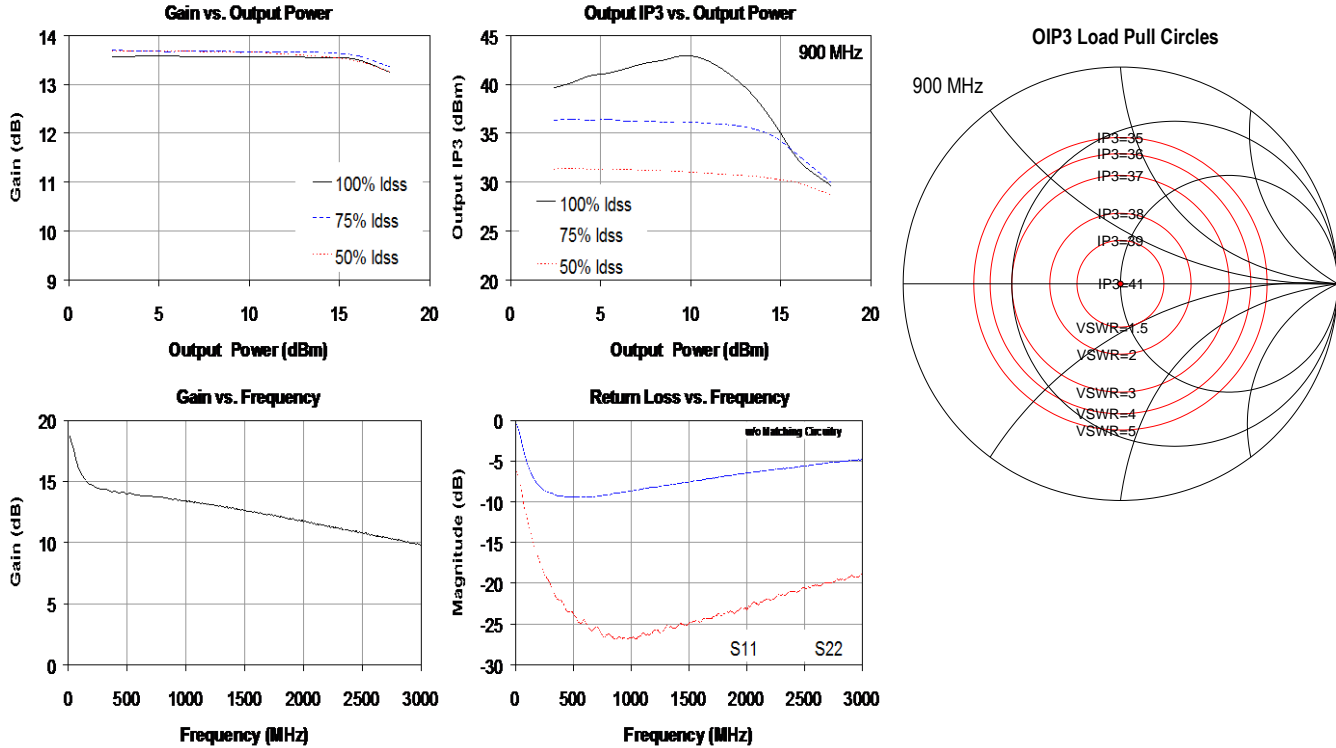 Gain vs. Output Power
14
13
12
11
10
9
Gain (dB)
100% Idss
75% Idss
50% Idss
0 5 10 15 20
Output Power (dBm)
Output IP3 vs. Output Power
900 MHz
45
40
35
30
25
20
Output IP3 (dBm)
100% Idss
75% Idss
50% Idss
0 5 10 15 20
Output Power (dBm)
OIP3 Load Pull Circles
900 MHz
IP3=35
IP3=36
IP3=37
IP3=38
IP3=39
IP3=41
VSWR=1.5
VSWR=2
VSWR=3
VSWR=4
VSWR=5
Gain vs. Frequency
20
15
10
5
0
Gain (dB)
0 500 1000 1500 2000 2500 3000
Frequency (MHz)
Return Loss vs. Frequency
w/o Matching Circuitry
0
-5
-10
-15
-20
-25
-30
Magnitude (dB)
S11 S22
0 500 1000 1500 2000 2500 3000
Frequency (MHz)